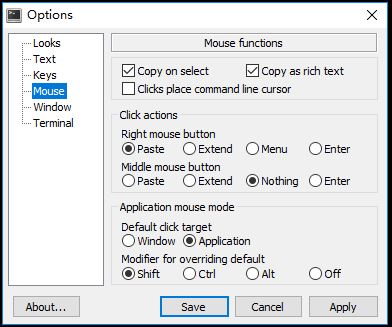 Options
Looks
Text
Keys
Mouse
Window
Terminal
Mouse functions
Copy on select Copy as rich text
Clicks place command line cursor
Click actions
Right mouse button
Paste Extend Menu Enter
Middle mouse button
Paste Extend Nothing Enter
Application mouse mode
Default click target
Window Application
Modifier for overriding default
Shift Ctrl Alt Off
About... Save Cancel Apply